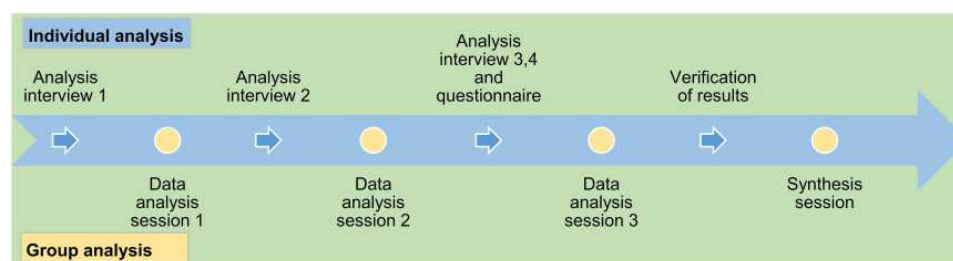 Individual analysis
Analysis
interview 1
Analysis
interview 2
Analysis
interview 3,4
and
questionnaire
Verification
of results
Data
analysis
session 1
Data
analysis
session 2
Data
analysis
session 3
Synthesis
session
Group analysis